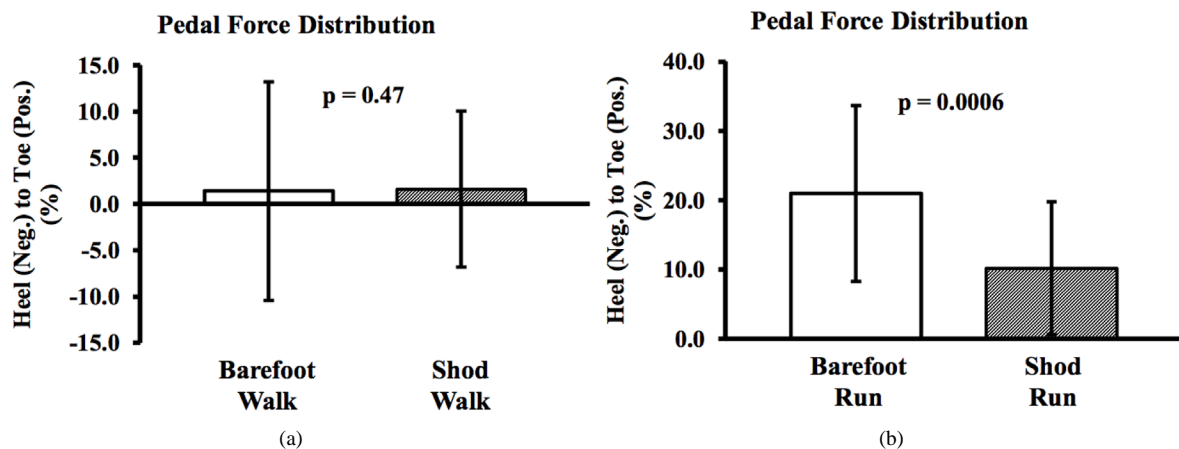 Pedal Force Distribution
Heel (Neg.) to Toe (Pos.)
(%)
15.0
10.0
5.0
0.0
-5.0
-10.0
-15.0
p = 0.47
Barefoot
Walk
Shod
Walk
(a)
Pedal Force Distribution
Heel (Neg.) to Toe (Pos.)
(%)
40.0
30.0
20.0
10.0
0.0
p = 0.0006
Barefoot
Run
Shod
Run
(b)